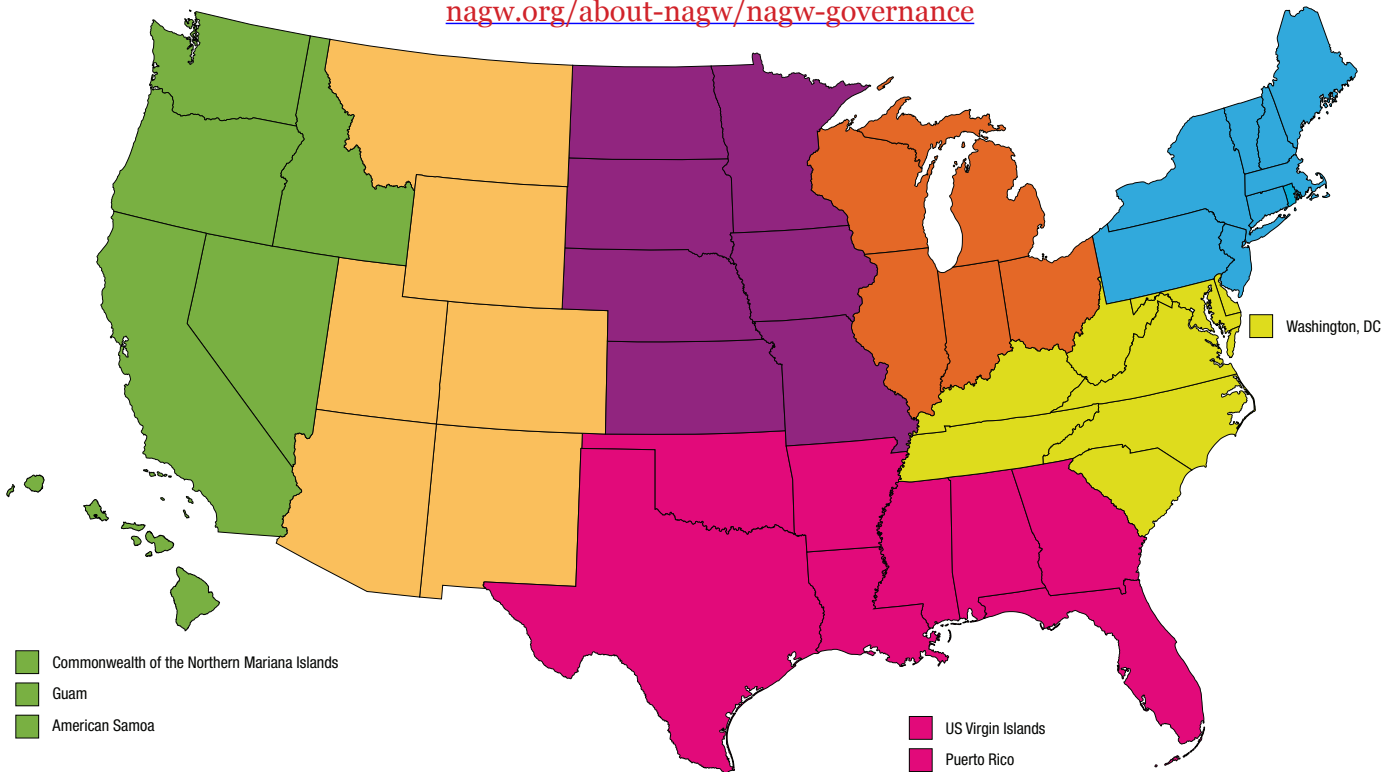 nagw.org/about-nagw/nagw-governance
Washington, DC
Commonwealth of the Northern Mariana Islands
Guam
American Samoa
US Virgin Islands
Puerto Rico